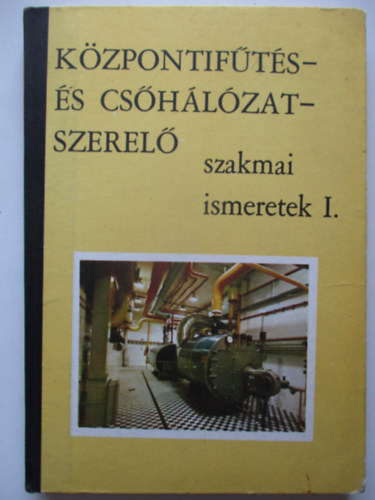 KÖZPONTIFŰTÉS–
ÉS CSŐHÁLÓZAT–
SZERELŐ
szakmai
ismeretek I.